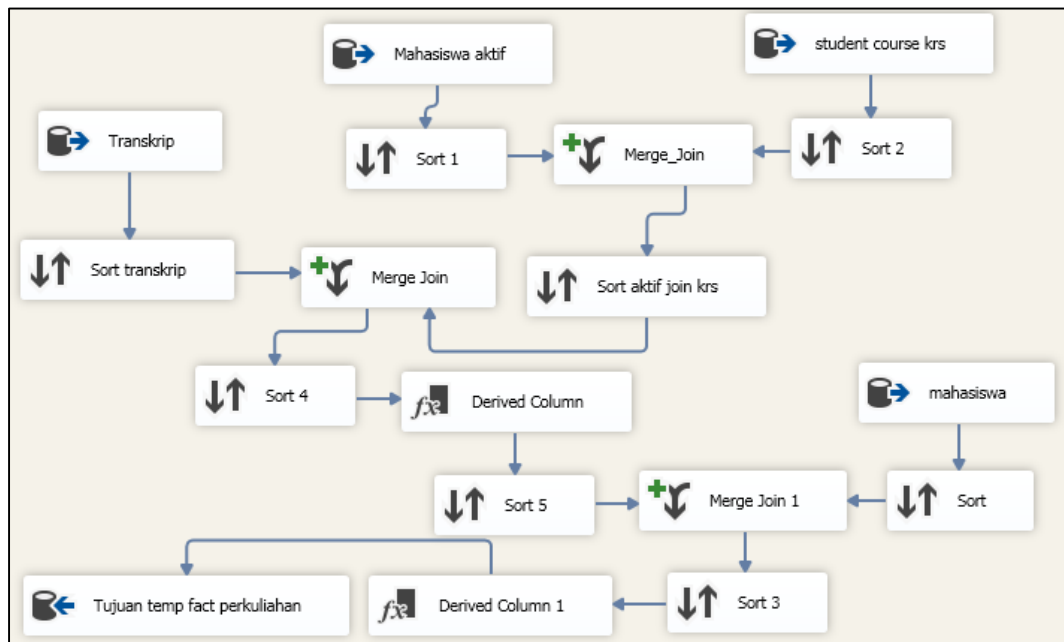 Mahasiswa aktif
student course krs
Transkrip
Sort 1
Merge_Join
Sort 2
Sort transkrip
Merge Join
Sort aktif join krs
Sort 4
Derived Column
mahasiswa
Sort 5
Merge Join 1
Sort
Tujuan temp fact perkuliahan
Derived Column 1
Sort 3